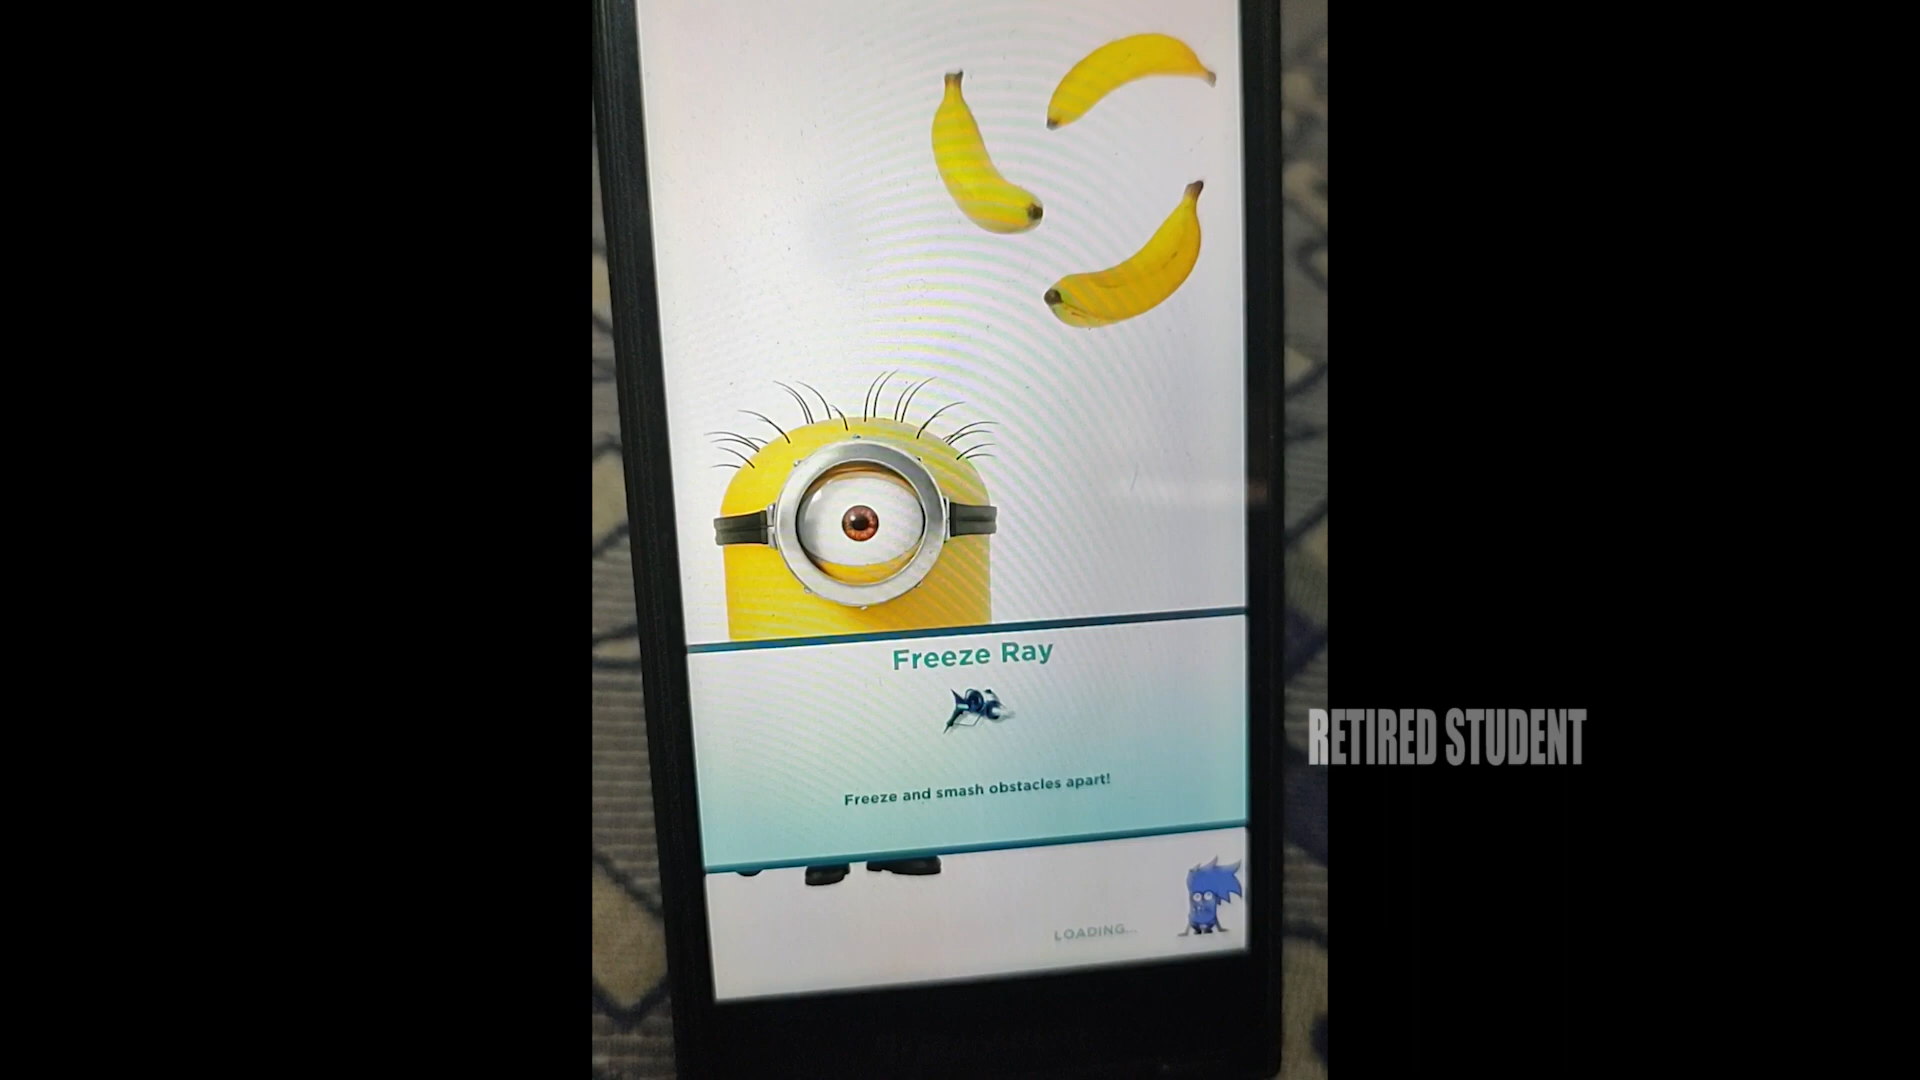 Freeze Ray
Freeze and smash obstacles apart!
LOADING...
RETIRED STUDENT